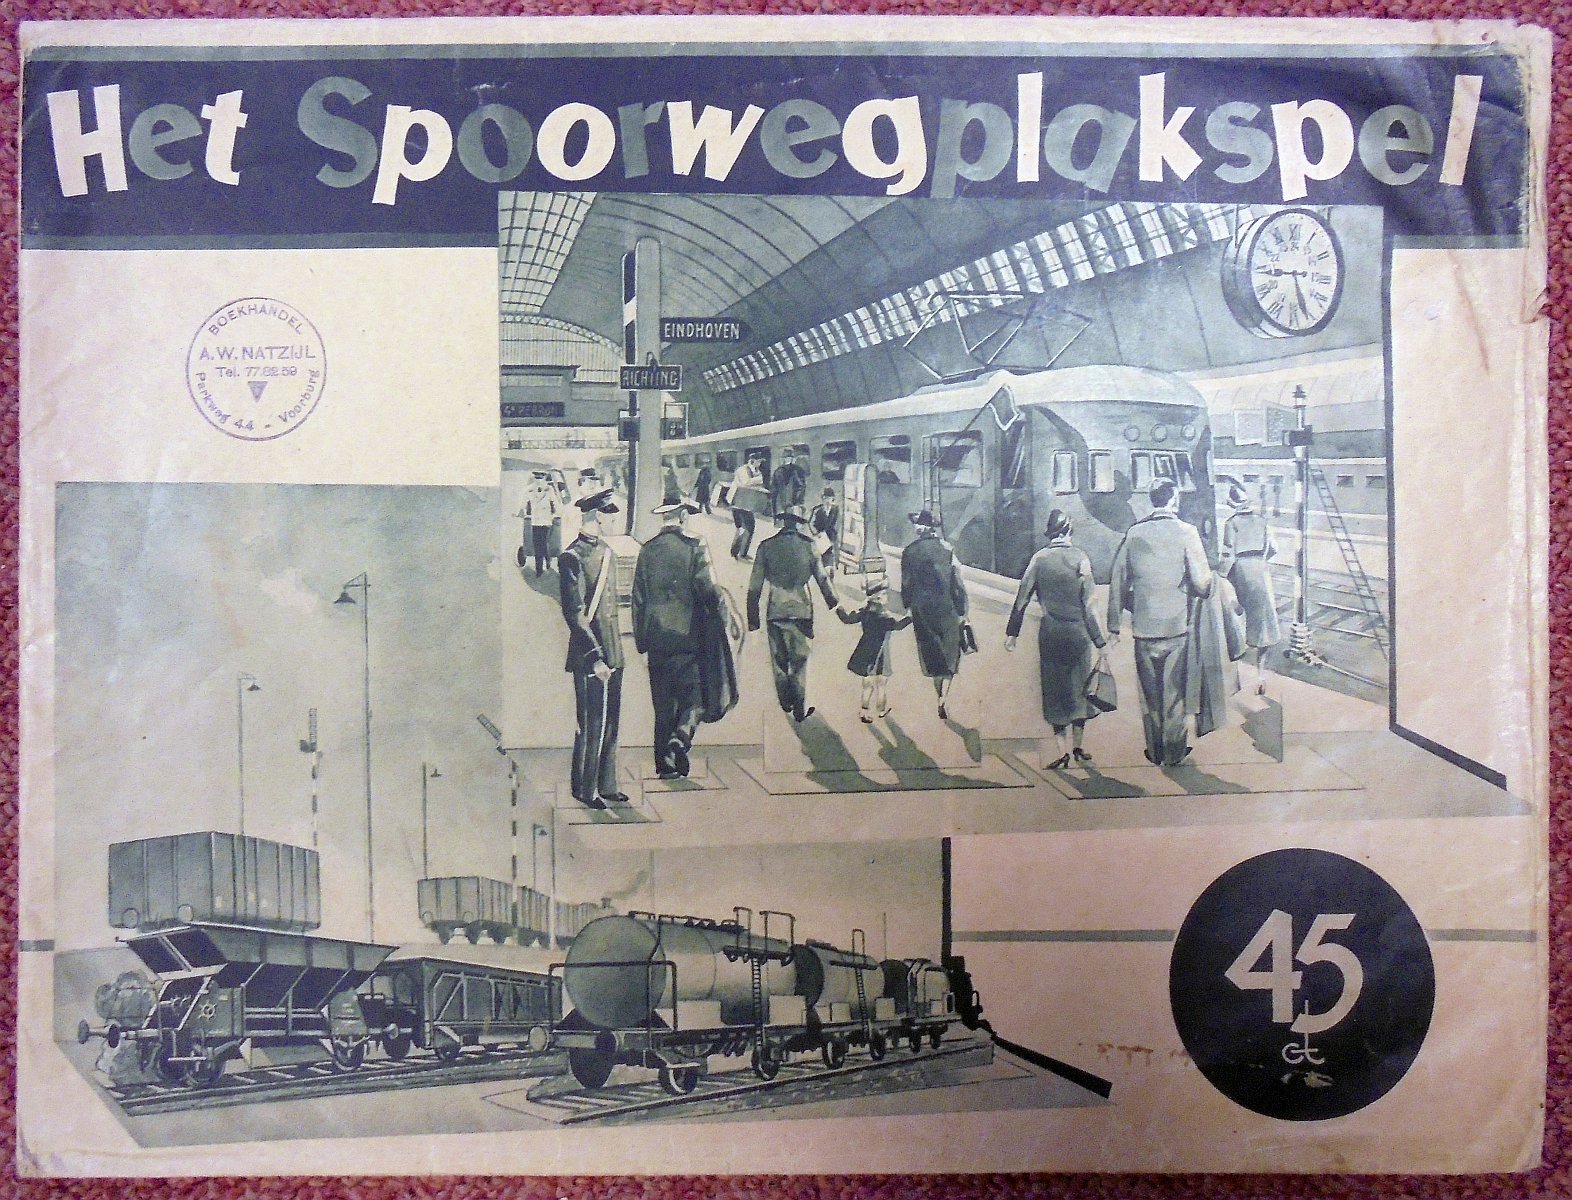 Het Spoorwegplakspel
BOEKHANDEL
A.W. NATZIJL
Tel. 77.82.59
Parkweg 44 - Voorburg
EINDHOVEN
RICHTING
45
ct